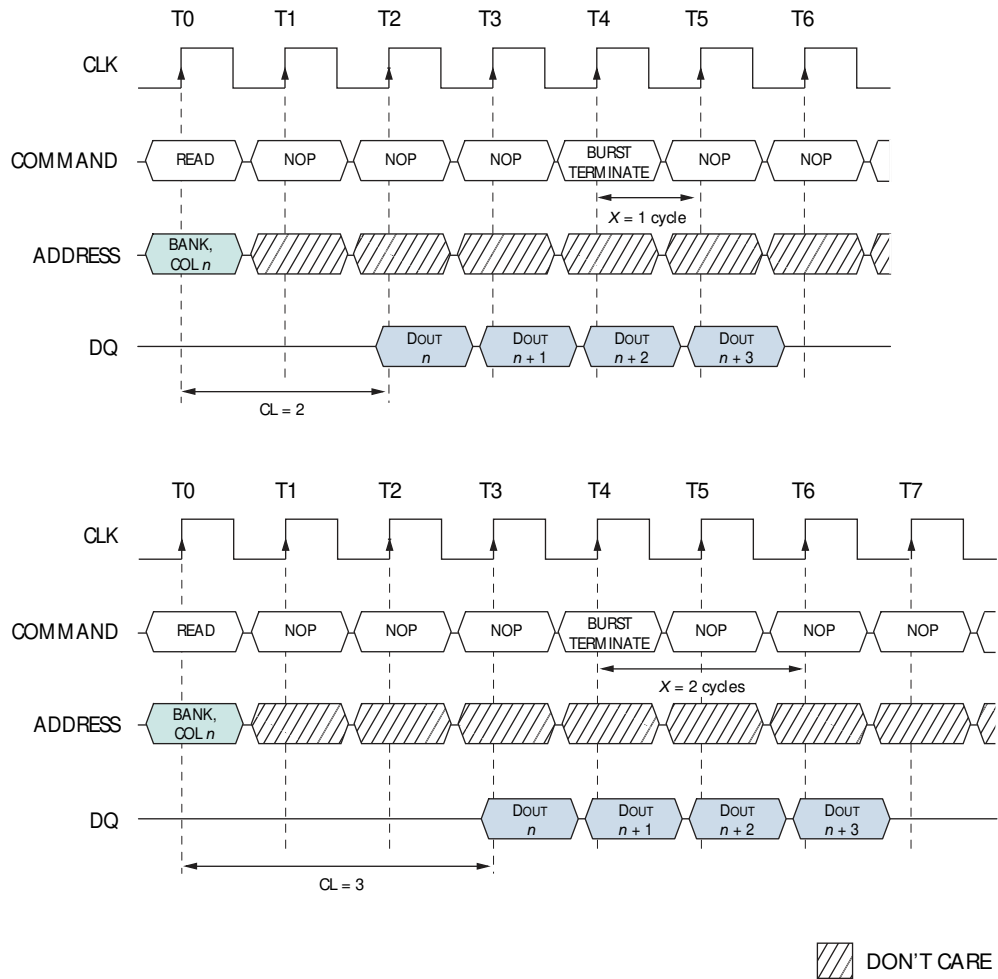 T0 T1 T2 T3 T4 T5 T6
CLK
COMMAND READ NOP NOP NOP BURST TERMINATE NOP NOP
X = 1 cycle
ADDRESS BANK, COL n
DQ DOUT n DOUT n + 1 DOUT n + 2 DOUT n + 3
CL = 2
T0 T1 T2 T3 T4 T5 T6 T7
CLK
COMMAND READ NOP NOP NOP BURST TERMINATE NOP NOP NOP
X = 2 cycles
ADDRESS BANK, COL n
DQ DOUT n DOUT n + 1 DOUT n + 2 DOUT n + 3
CL = 3
DON'T CARE